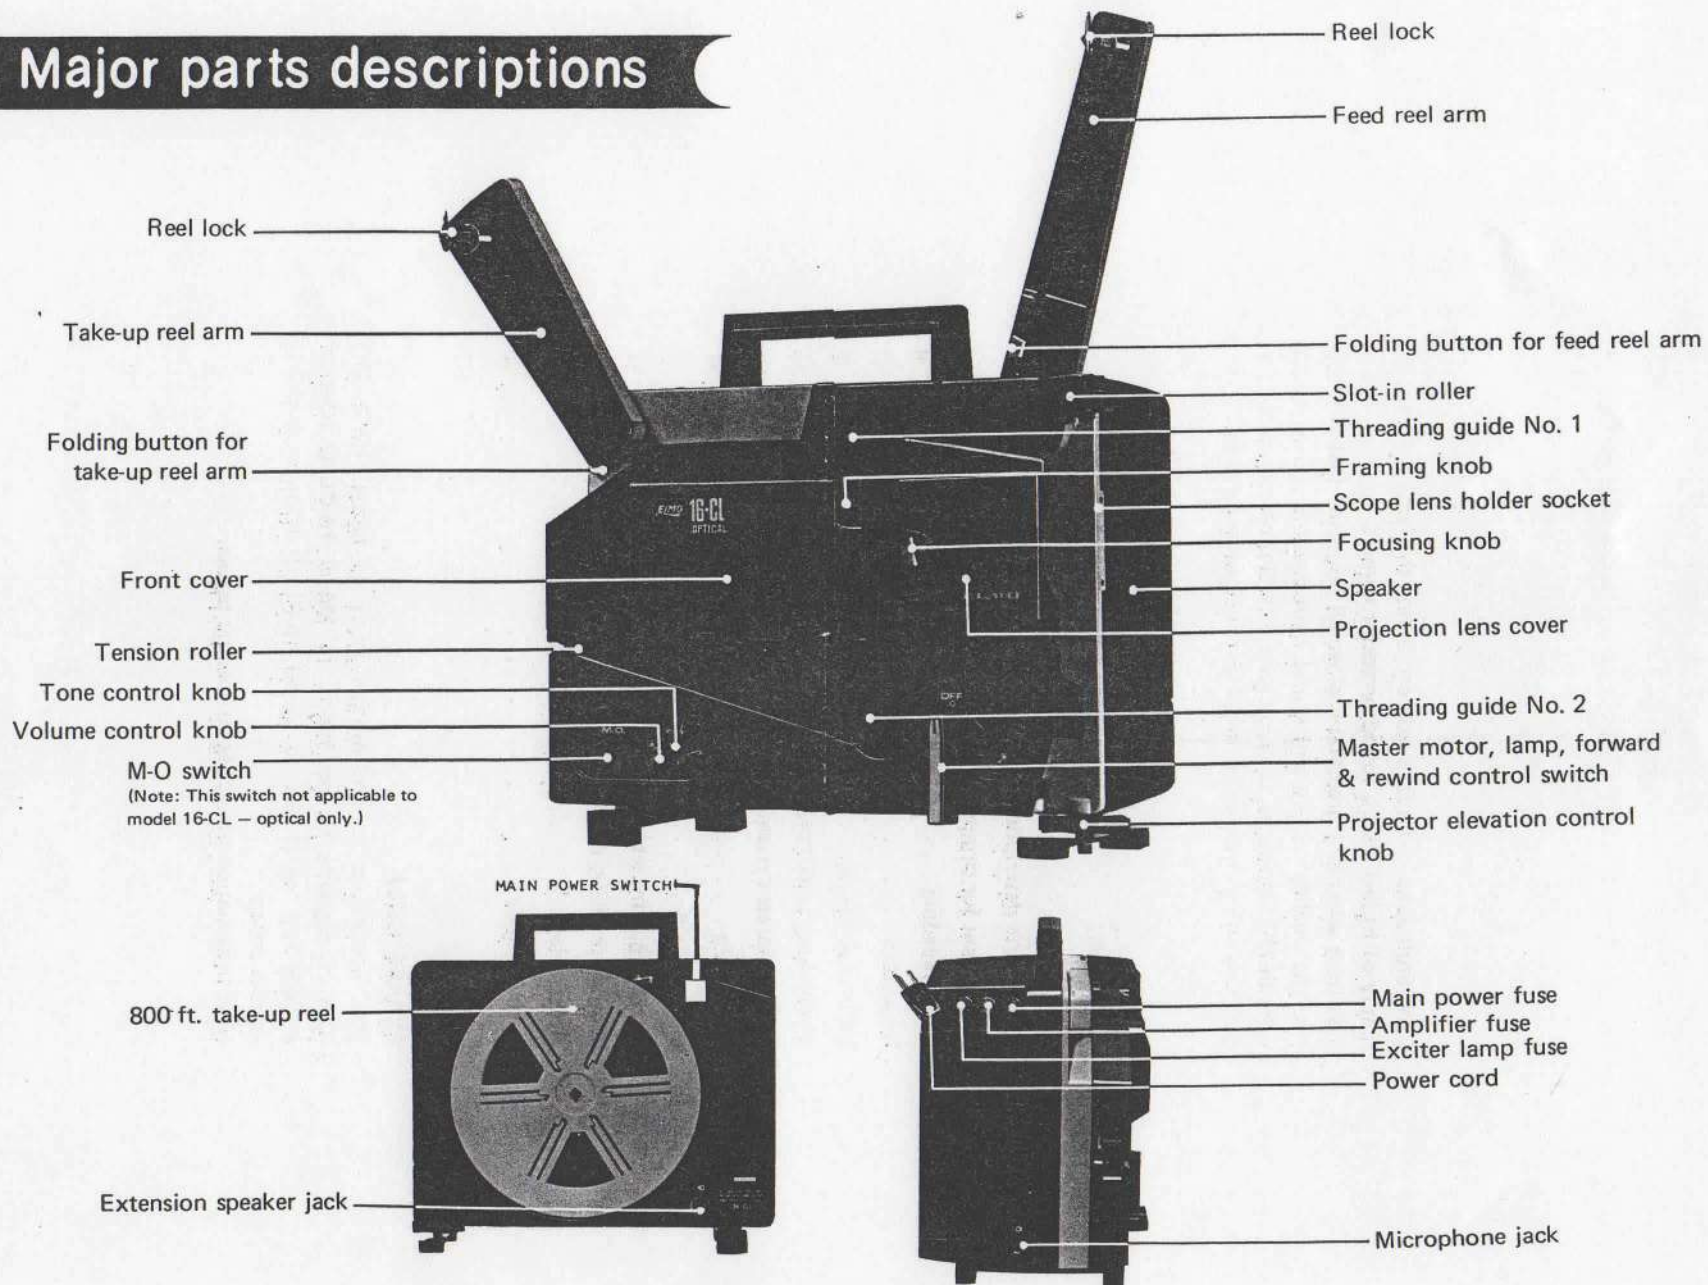 Major parts descriptions
Reel lock
Take-up reel arm
Folding button for
take-up reel arm
Front cover
Tension roller
Tone control knob
Volume control knob
M-O switch
(Note: This switch not applicable to
model 16-CL — optical only.)
ELMO 16-CL
OPTICAL
M.O.
OFF
Reel lock
Feed reel arm
Folding button for feed reel arm
Slot-in roller
Threading guide No. 1
Framing knob
Scope lens holder socket
Focusing knob
Speaker
Projection lens cover
Threading guide No. 2
Master motor, lamp, forward
& rewind control switch
Projector elevation control
knob
MAIN POWER SWITCH
800 ft. take-up reel
Extension speaker jack
Main power fuse
Amplifier fuse
Exciter lamp fuse
Power cord
Microphone jack